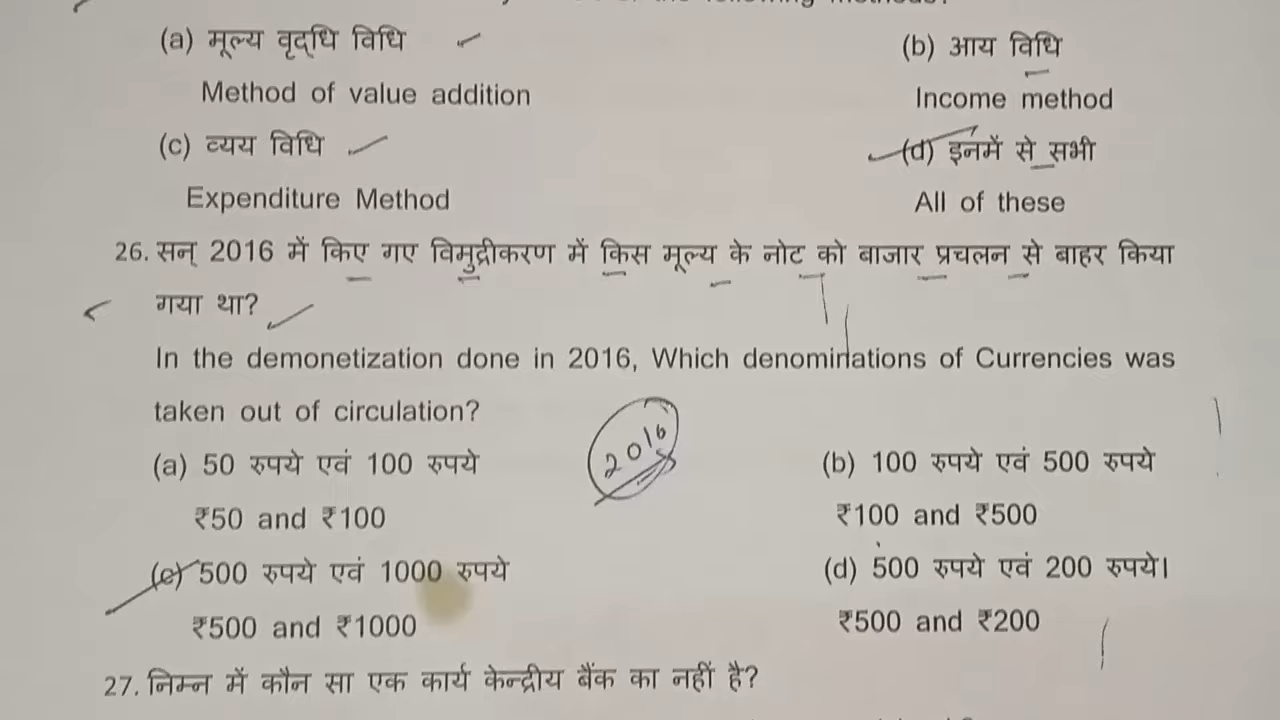 (a) मूल्य वृद्धि विधि (b) आय विधि
Method of value addition Income method
(c) व्यय विधि (d) इनमें से सभी
Expenditure Method All of these
26. सन् 2016 में किए गए विमुद्रीकरण में किस मूल्य के नोट को बाजार प्रचलन से बाहर किया
गया था?
In the demonetization done in 2016, Which denominations of Currencies was
taken out of circulation?
2016
(a) 50 रुपये एवं 100 रुपये (b) 100 रुपये एवं 500 रुपये
₹50 and ₹100 ₹100 and ₹500
(c) 500 रुपये एवं 1000 रुपये (d) 500 रुपये एवं 200 रुपये।
₹500 and ₹1000 ₹500 and ₹200
27. निम्न में कौन सा एक कार्य केन्द्रीय बैंक का नहीं है?